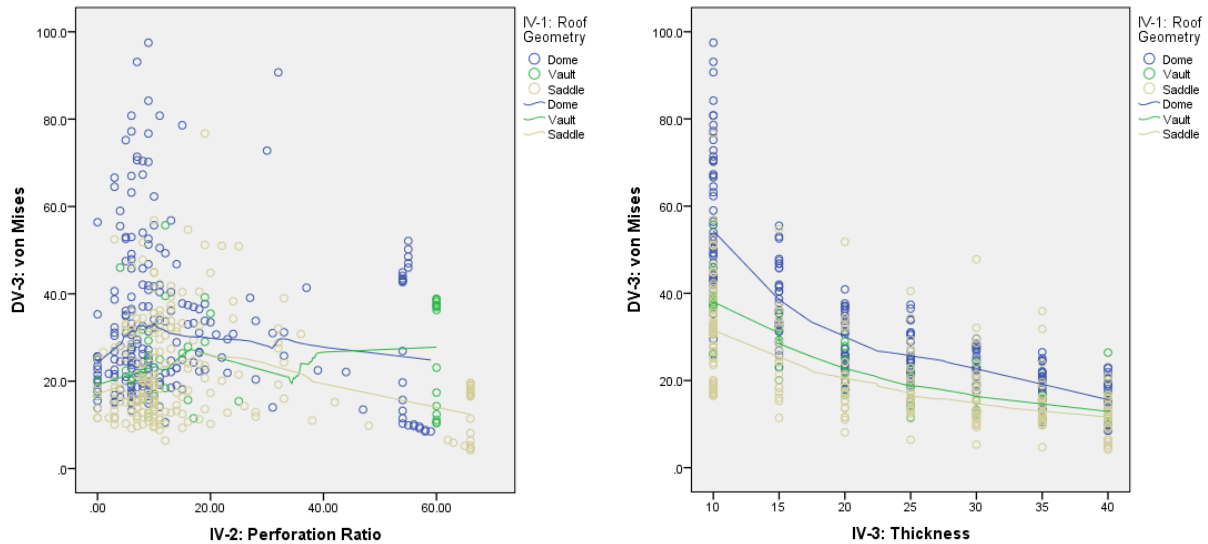 100.0
80.0
60.0
40.0
20.0
.0
DV-3: von Mises
.00
20.00
40.00
60.00
IV-2: Perforation Ratio
IV-1: Roof
Geometry
Dome
Vault
Saddle
Dome
Vault
Saddle
100.0
80.0
60.0
40.0
20.0
.0
DV-3: von Mises
10
15
20
25
30
35
40
IV-3: Thickness
IV-1: Roof
Geometry
Dome
Vault
Saddle
Dome
Vault
Saddle